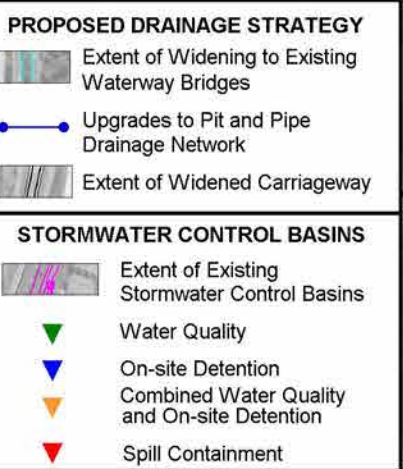 PROPOSED DRAINAGE STRATEGY
Extent of Widening to Existing
Waterway Bridges
Upgrades to Pit and Pipe
Drainage Network
Extent of Widened Carriageway
STORMWATER CONTROL BASINS
Extent of Existing
Stormwater Control Basins
Water Quality
On-site Detention
Combined Water Quality
and On-site Detention
Spill Containment